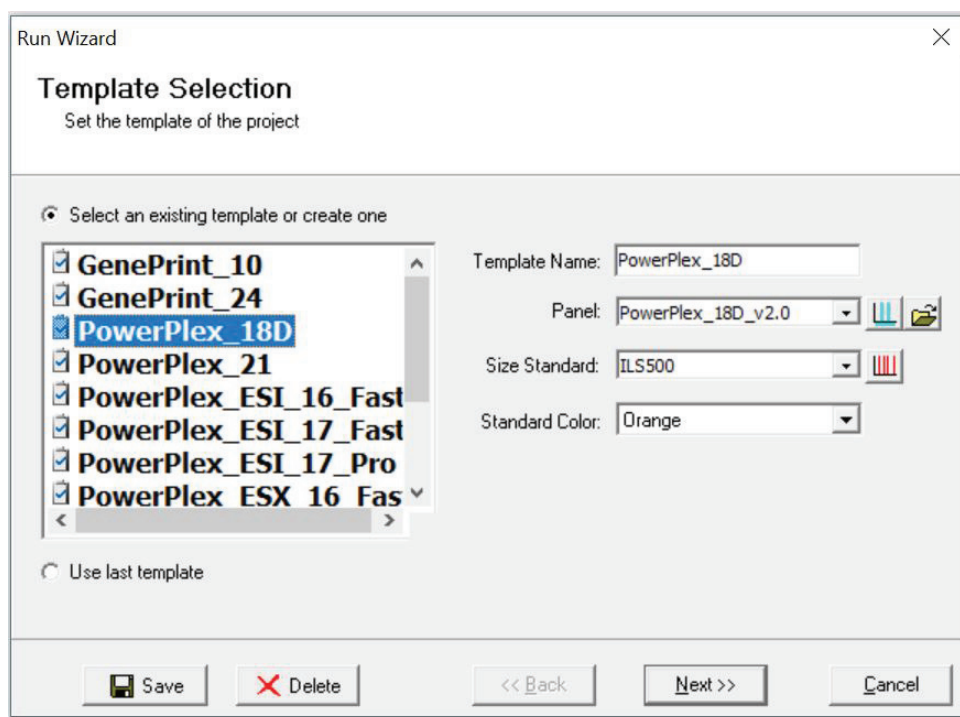 Run Wizard
Template Selection
Set the template of the project
Select an existing template or create one
GenePrint_10
GenePrint_24
PowerPlex_18D
PowerPlex_21
PowerPlex_ESI_16_Fast
PowerPlex_ESI_17_Fast
PowerPlex_ESI_17_Pro
PowerPlex_ESX_16_Fas
Template Name: PowerPlex_18D
Panel: PowerPlex_18D_v2.0
Size Standard: ILS500
Standard Color: Orange
Use last template
Save Delete << Back Next >> Cancel